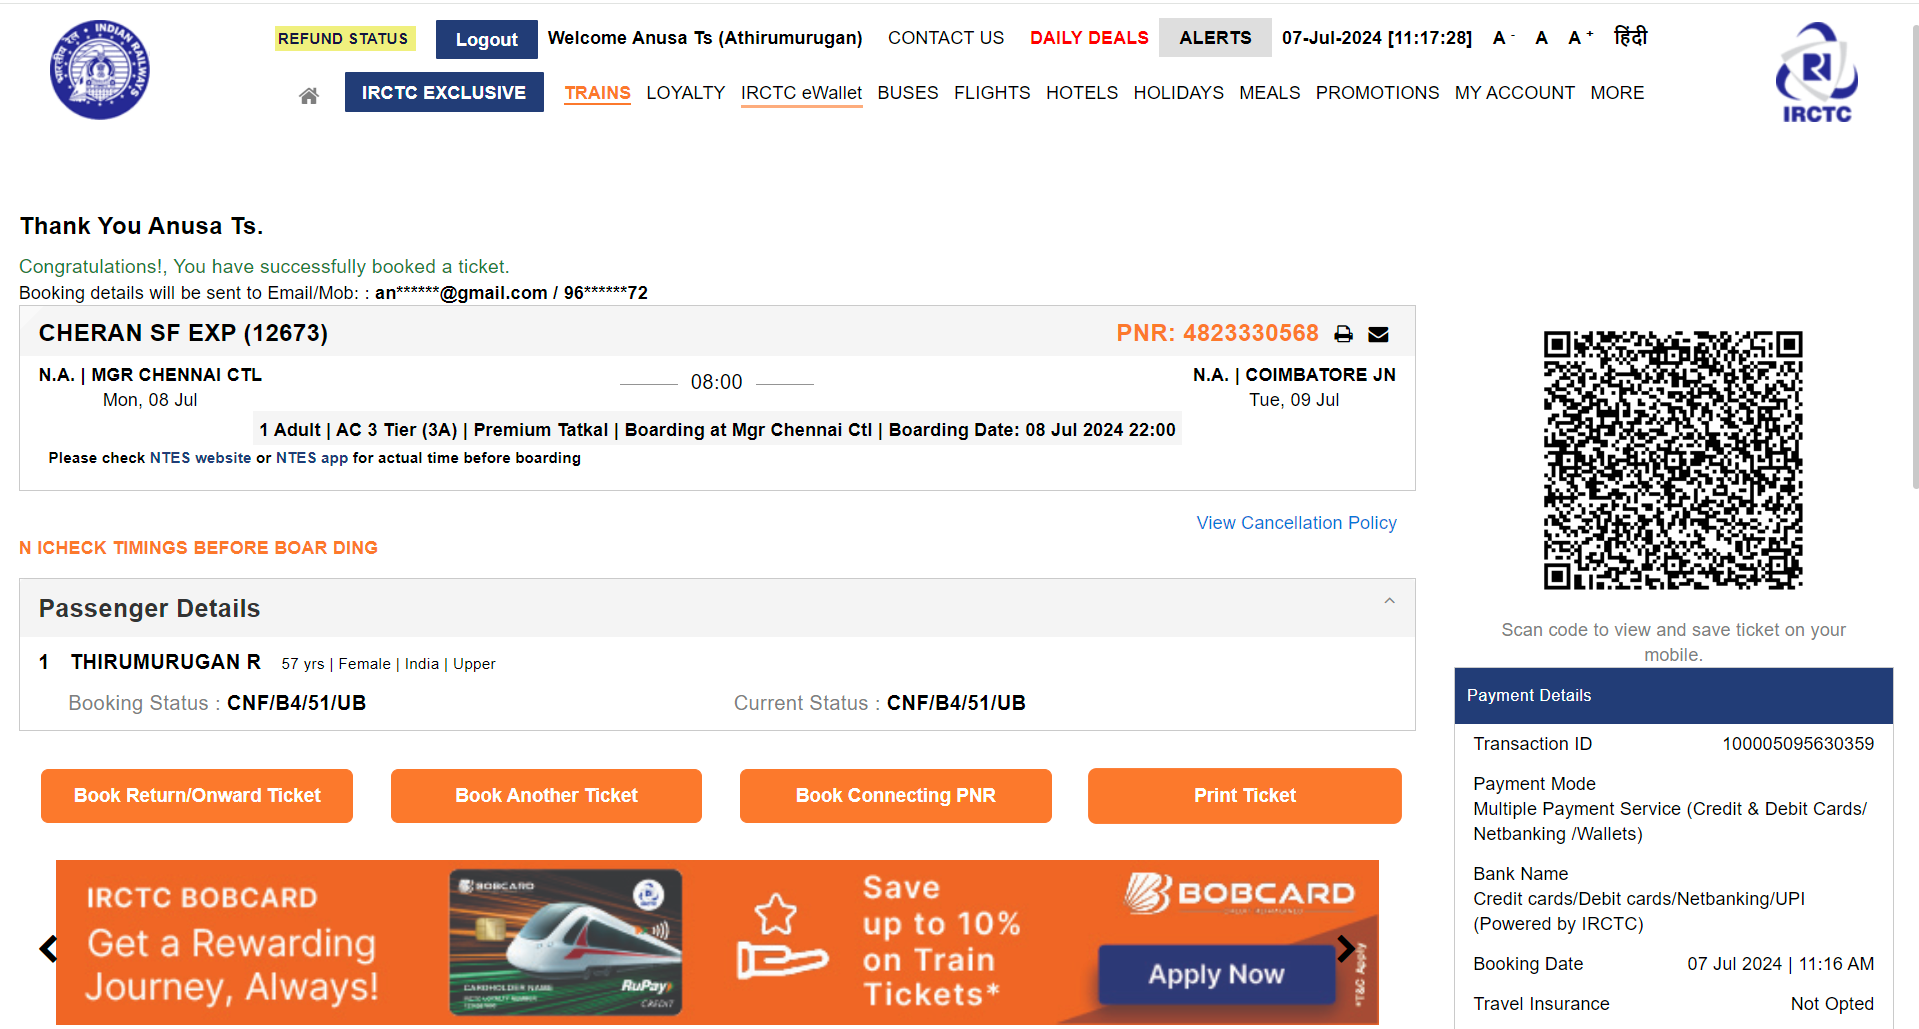 REFUND STATUS Logout Welcome Anusa Ts (Athirumurugan) CONTACT US DAILY DEALS ALERTS 07-Jul-2024 [11:17:28] A- A A+ हिंदी
IRCTC EXCLUSIVE TRAINS LOYALTY IRCTC eWallet BUSES FLIGHTS HOTELS HOLIDAYS MEALS PROMOTIONS MY ACCOUNT MORE
भारतीय रेल INDIAN RAILWAYS
IRCTC
Thank You Anusa Ts.
Congratulations!, You have successfully booked a ticket.
Booking details will be sent to Email/Mob: : an******@gmail.com / 96******72
CHERAN SF EXP (12673) PNR: 4823330568
N.A. | MGR CHENNAI CTL 08:00 N.A. | COIMBATORE JN
Mon, 08 Jul Tue, 09 Jul
1 Adult | AC 3 Tier (3A) | Premium Tatkal | Boarding at Mgr Chennai Ctl | Boarding Date: 08 Jul 2024 22:00
Please check NTES website or NTES app for actual time before boarding
View Cancellation Policy
N ICHECK TIMINGS BEFORE BOAR DING
Passenger Details
1 THIRUMURUGAN R 57 yrs | Female | India | Upper
Booking Status : CNF/B4/51/UB Current Status : CNF/B4/51/UB
Book Return/Onward Ticket Book Another Ticket Book Connecting PNR Print Ticket
IRCTC BOBCARD
Get a Rewarding
Journey, Always!
BOBCARD
CARDHOLDER NAME
RuPay
CREDIT
Save
up to 10%
on Train
Tickets*
BOBCARD
Apply Now
*T&C Apply
Scan code to view and save ticket on your
mobile.
Payment Details
Transaction ID 100005095630359
Payment Mode
Multiple Payment Service (Credit & Debit Cards/
Netbanking /Wallets)
Bank Name
Credit cards/Debit cards/Netbanking/UPI
(Powered by IRCTC)
Booking Date 07 Jul 2024 | 11:16 AM
Travel Insurance Not Opted